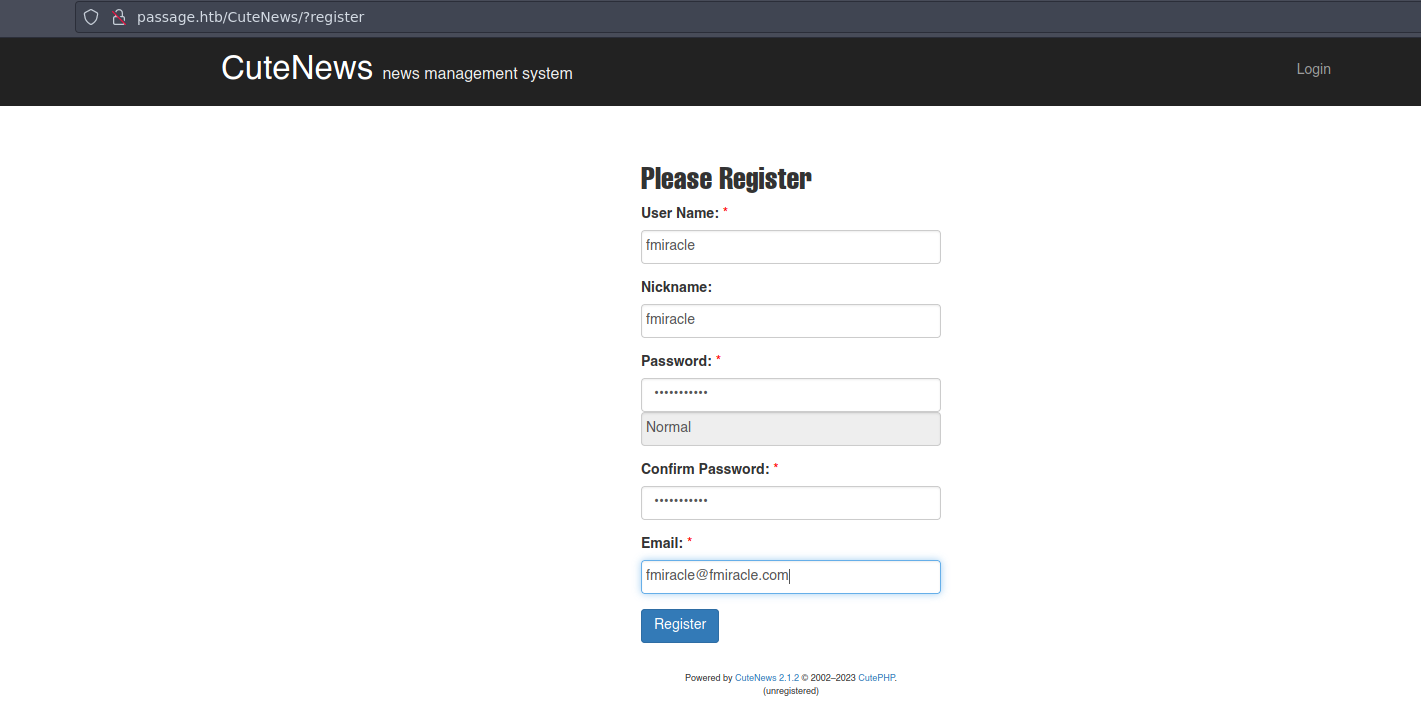 passage.htb/CuteNews/?register
CuteNews news management system
Login
Please Register
User Name: *
fmiracle
Nickname:
fmiracle
Password: *
•••••••••••
Normal
Confirm Password: *
•••••••••••
Email: *
fmiracle@fmiracle.com
Register
Powered by CuteNews 2.1.2 © 2002–2023 CutePHP.
(unregistered)